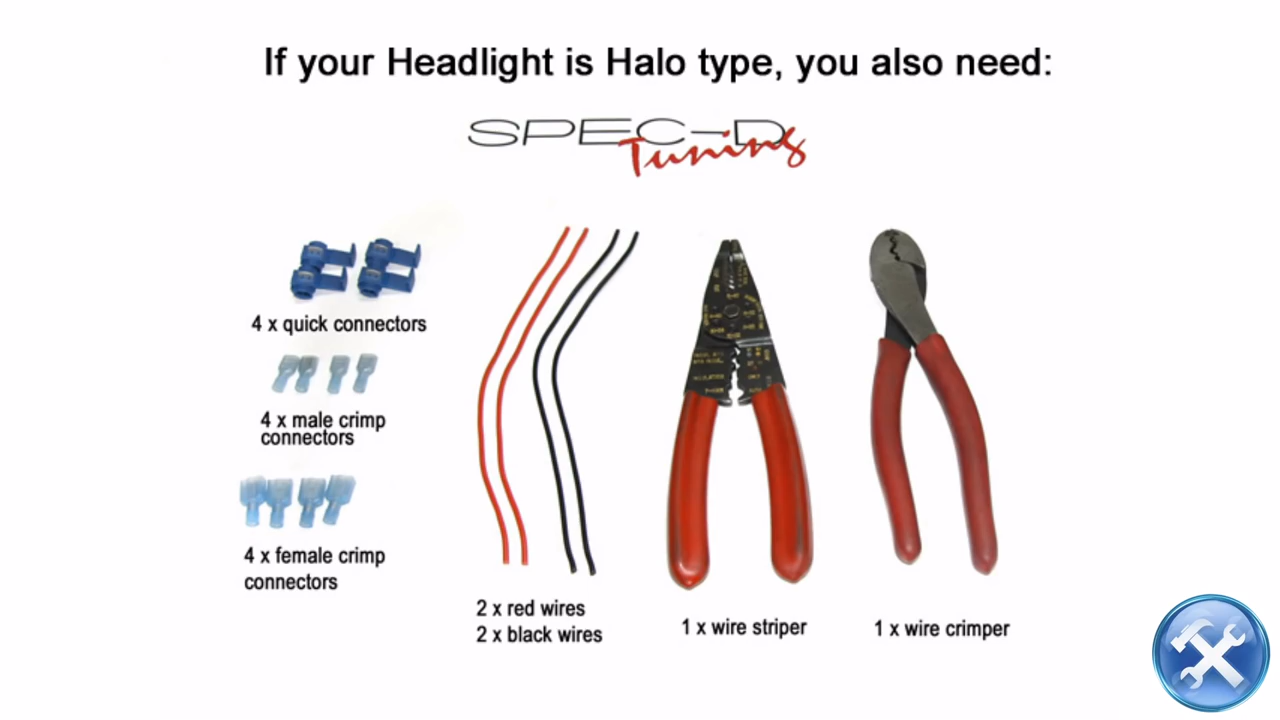 If your Headlight is Halo type, you also need:
SPEC-D
Tuning
4 x quick connectors
4 x male crimp
connectors
4 x female crimp
connectors
2 x red wires
2 x black wires
1 x wire striper
1 x wire crimper